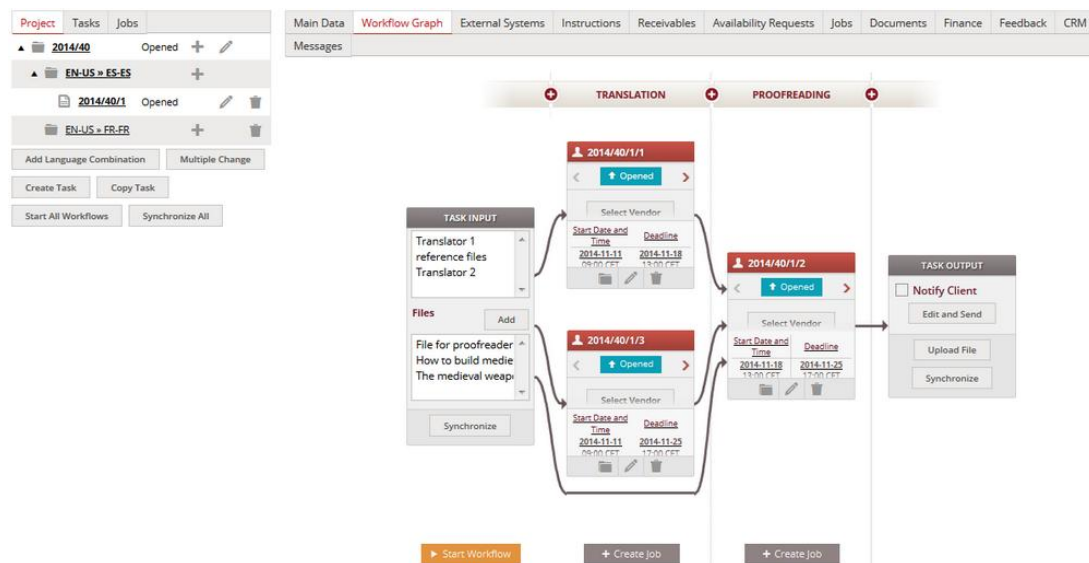 Project Tasks Jobs
2014/40 Opened
EN-US » ES-ES
2014/40/1 Opened
EN-US » FR-FR
Add Language Combination Multiple Change
Create Task Copy Task
Start All Workflows Synchronize All
Main Data Workflow Graph External Systems Instructions Receivables Availability Requests Jobs Documents Finance Feedback CRM
Messages
TRANSLATION PROOFREADING
TASK INPUT
Translator 1
reference files
Translator 2
Files Add
File for proofreader
How to build medie
The medieval weap
Synchronize
2014/40/1/1
Opened
Select Vendor
Start Date and Time Deadline
2014-11-11 2014-11-18
09:00 CET 13:00 CET
2014/40/1/3
Opened
Select Vendor
Start Date and Time Deadline
2014-11-11 2014-11-25
09:00 CET 17:00 CET
2014/40/1/2
Opened
Select Vendor
Start Date and Time Deadline
2014-11-18 2014-11-25
13:00 CET 17:00 CET
TASK OUTPUT
Notify Client
Edit and Send
Upload File
Synchronize
Start Workflow
+ Create Job
+ Create Job